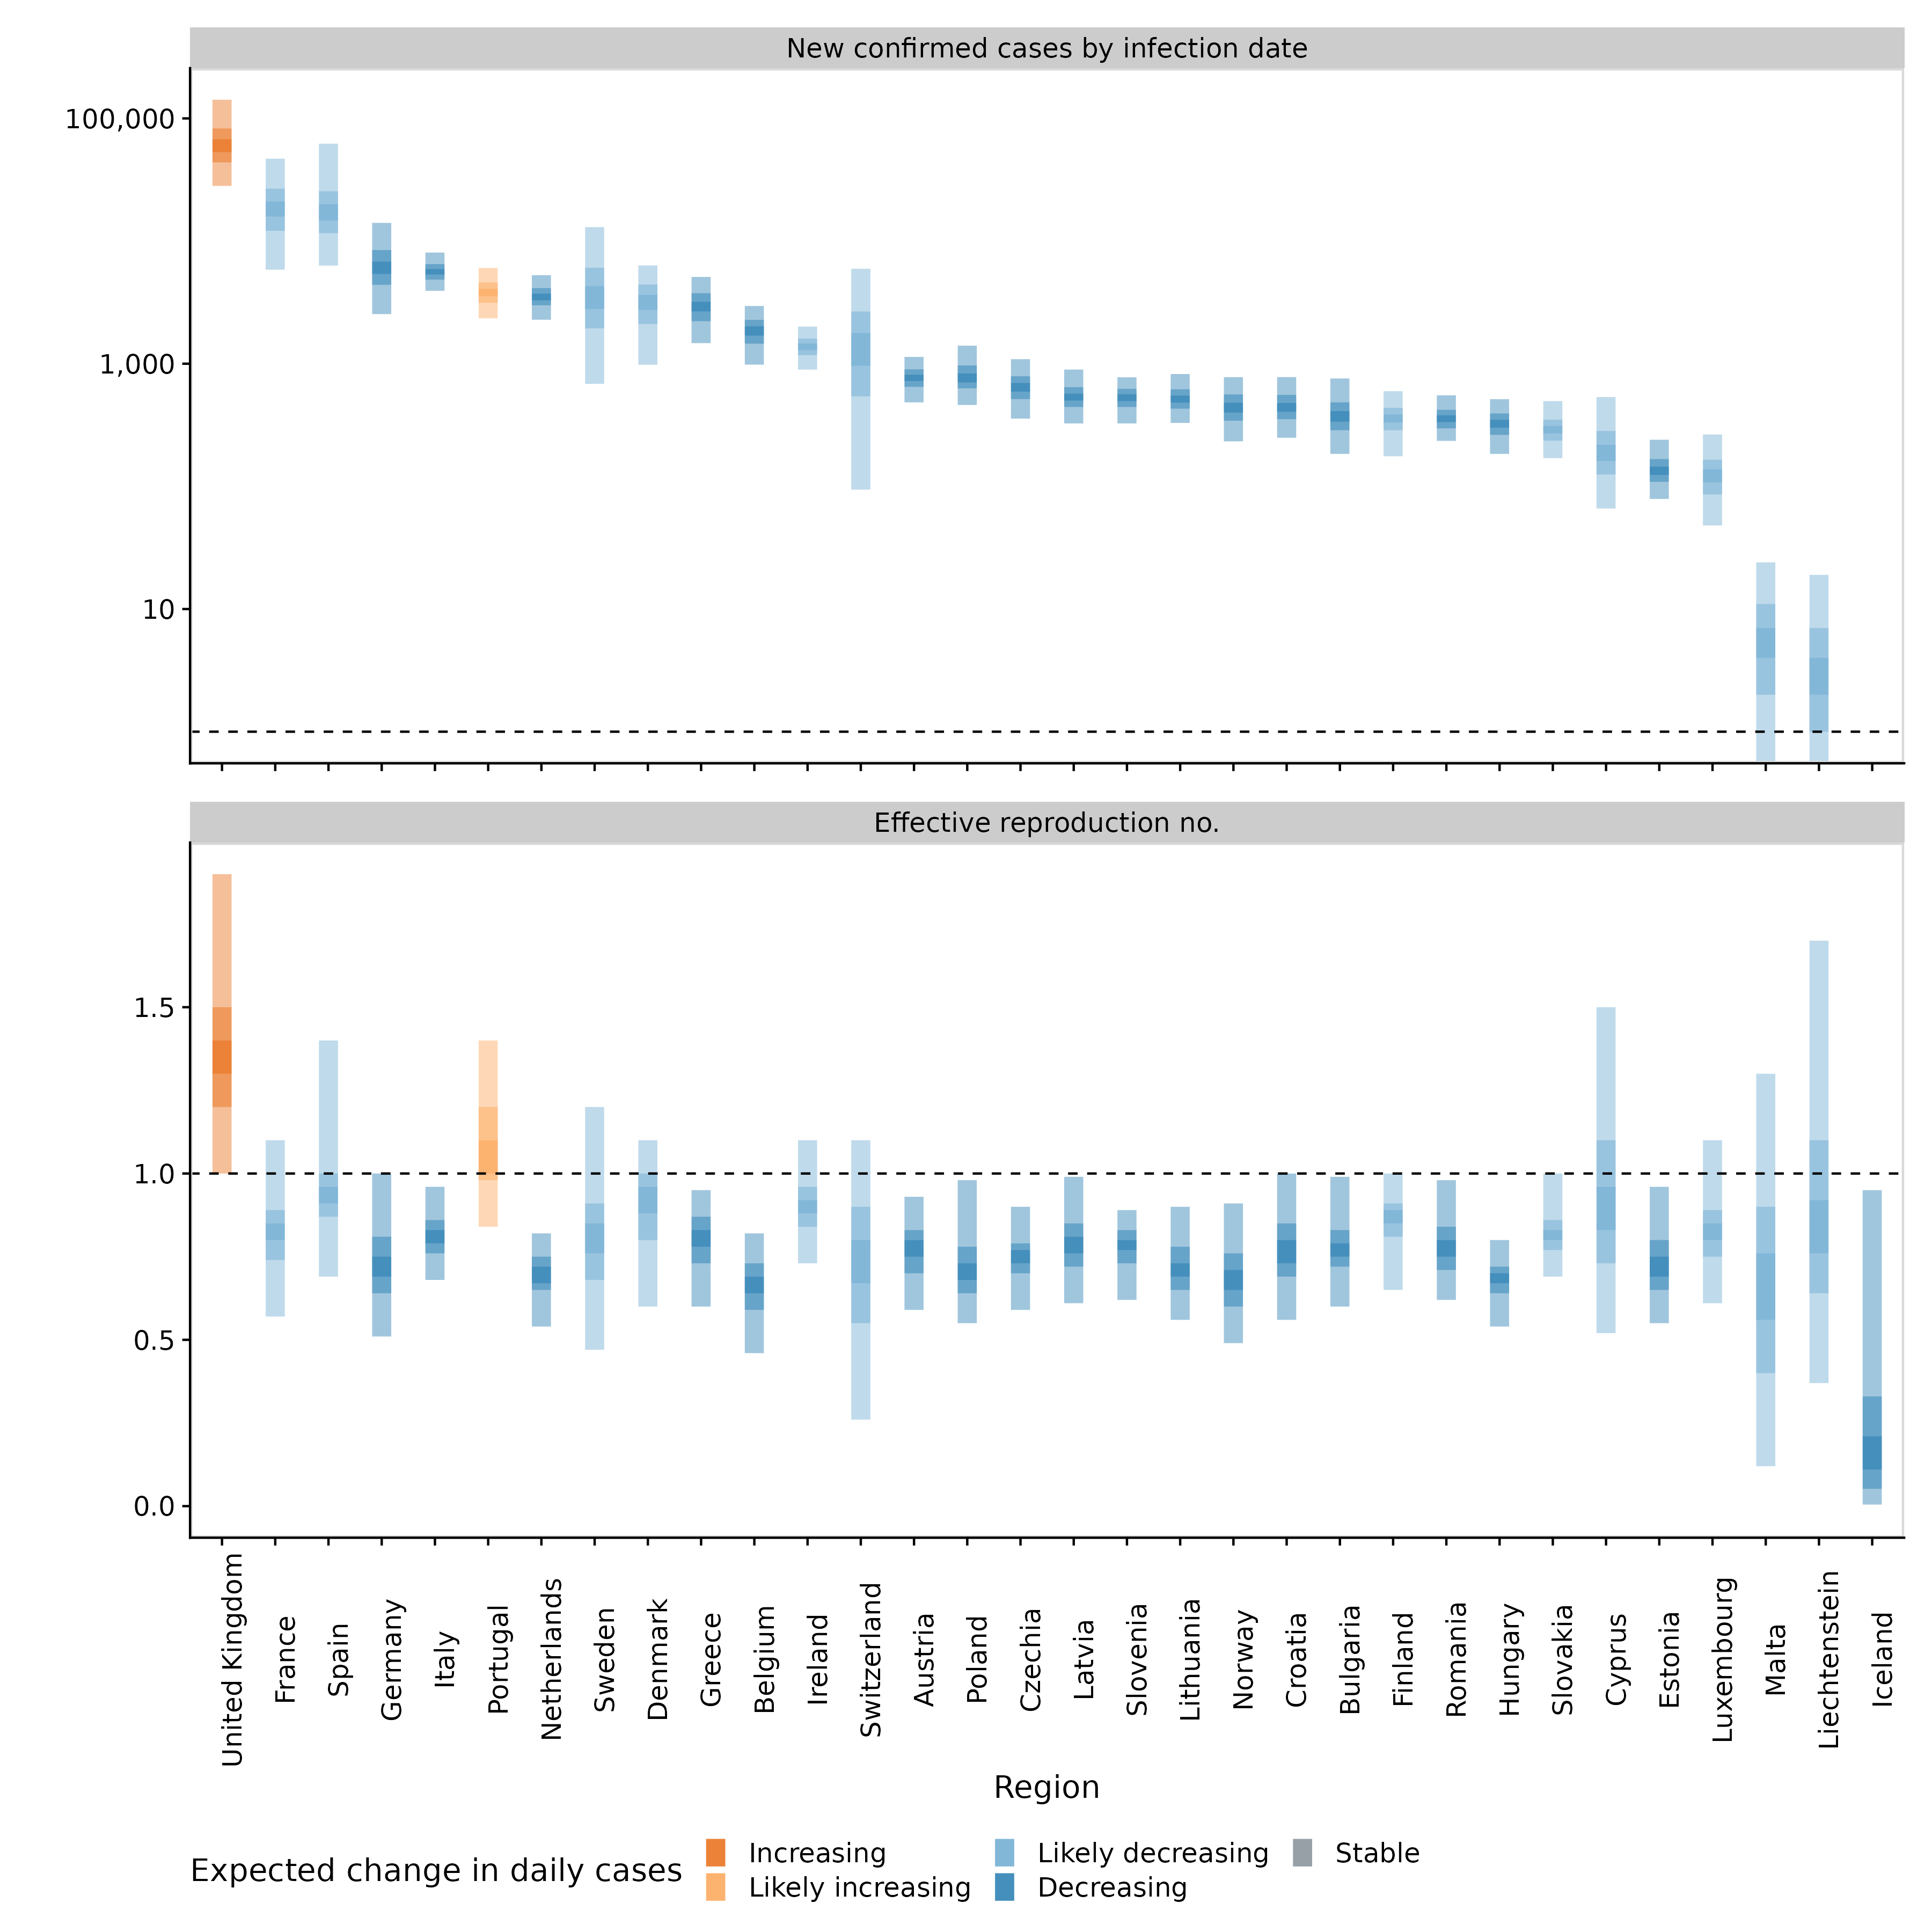 New confirmed cases by infection date
100,000
1,000
10
Effective reproduction no.
1.5
1.0
0.5
0.0
United Kingdom
France
Spain
Germany
Italy
Portugal
Netherlands
Sweden
Denmark
Greece
Belgium
Ireland
Switzerland
Austria
Poland
Czechia
Latvia
Slovenia
Lithuania
Norway
Croatia
Bulgaria
Finland
Romania
Hungary
Slovakia
Cyprus
Estonia
Luxembourg
Malta
Liechtenstein
Iceland
Region
Expected change in daily cases
Increasing
Likely increasing
Likely decreasing
Decreasing
Stable